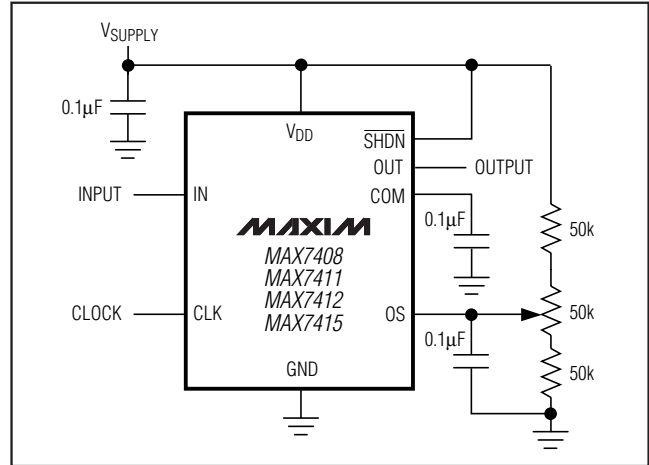 VSUPPLY
0.1µF
VDD
SHDN
OUT
OUTPUT
INPUT
IN
COM
MAXIM
0.1µF
50k
MAX7408
MAX7411
MAX7412
MAX7415
CLOCK
CLK
OS
50k
0.1µF
50k
GND